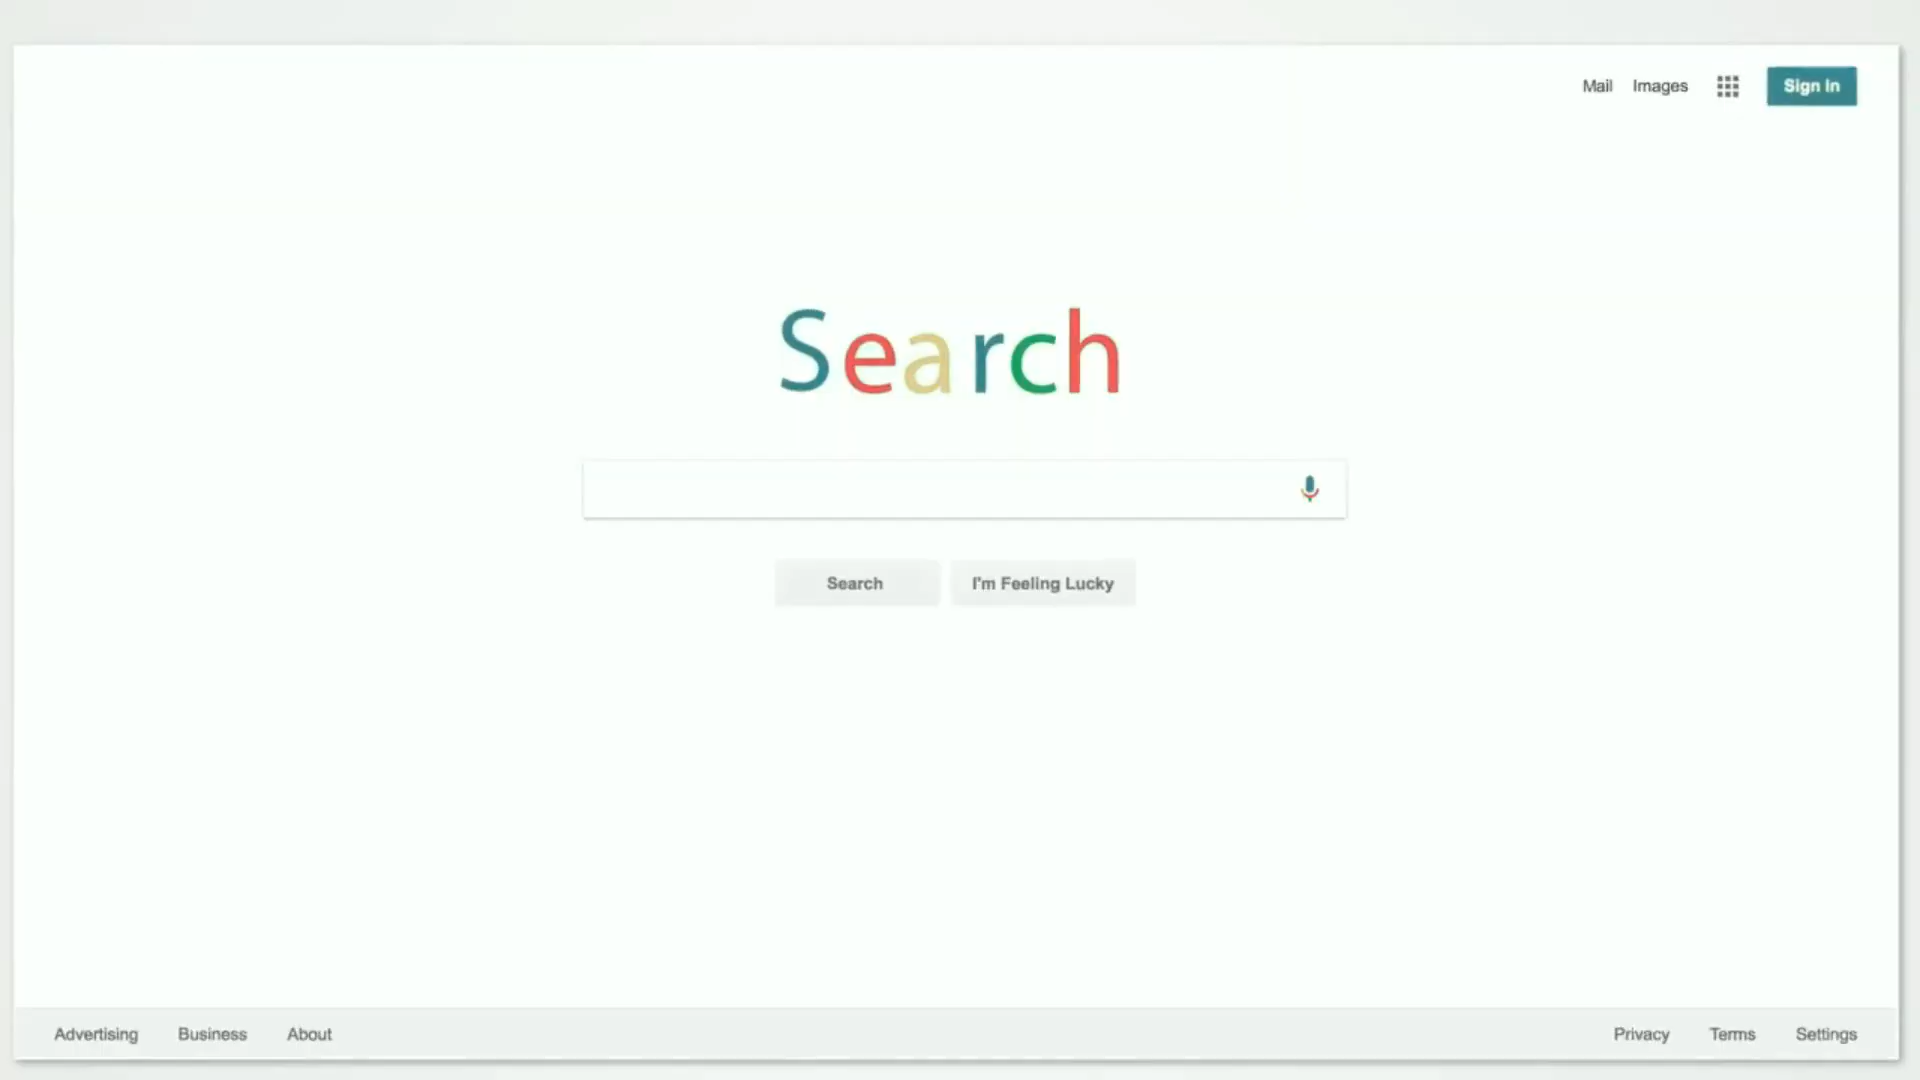 Mail Images Sign In
Search
Search I'm Feeling Lucky
Advertising Business About Privacy Terms Settings